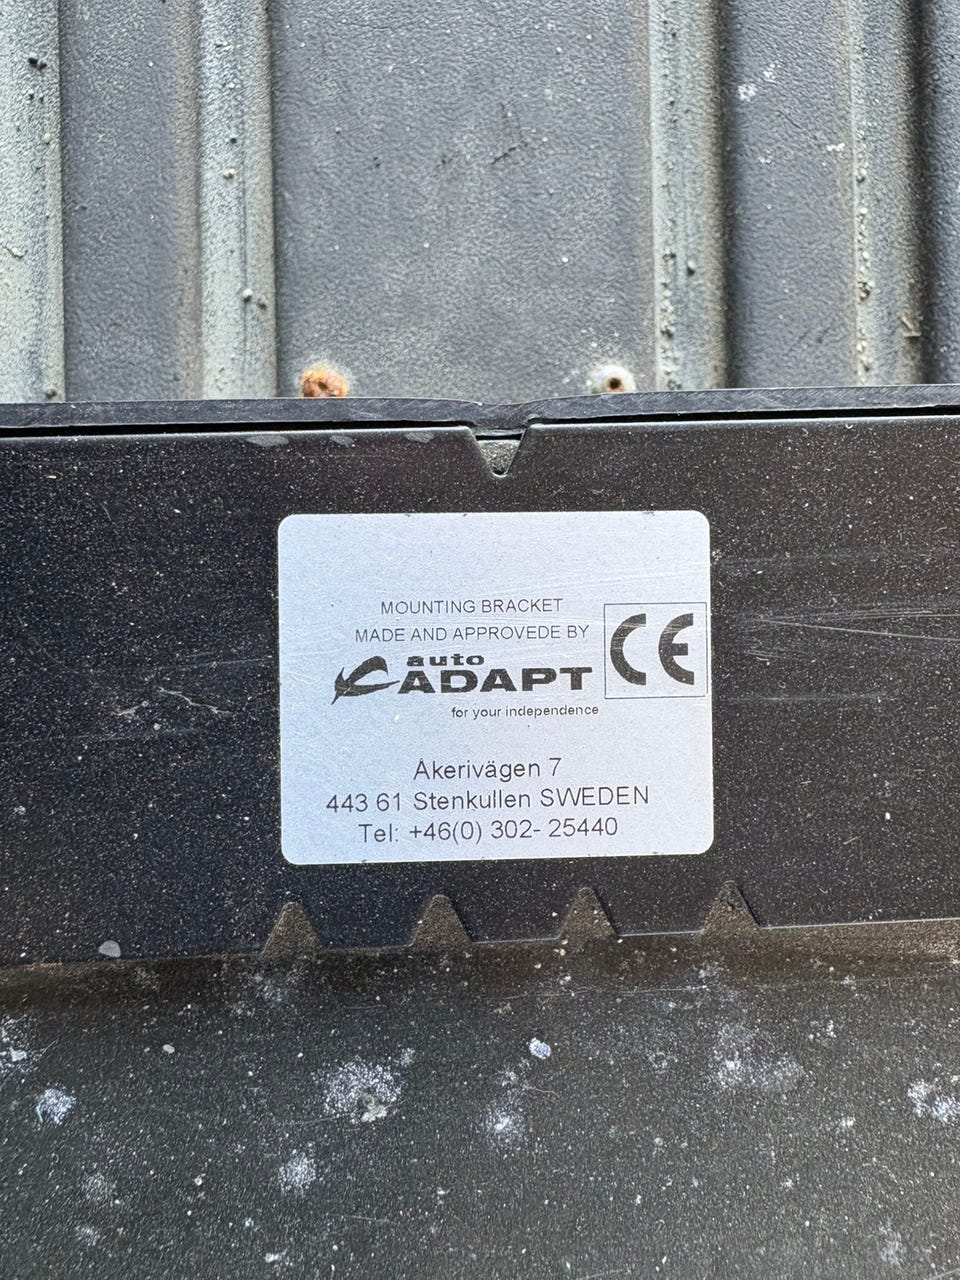 MOUNTING BRACKET
MADE AND APPROVEDE BY
auto
ADAPT
CE
for your independence
Åkerivägen 7
443 61 Stenkullen SWEDEN
Tel: +46(0) 302- 25440